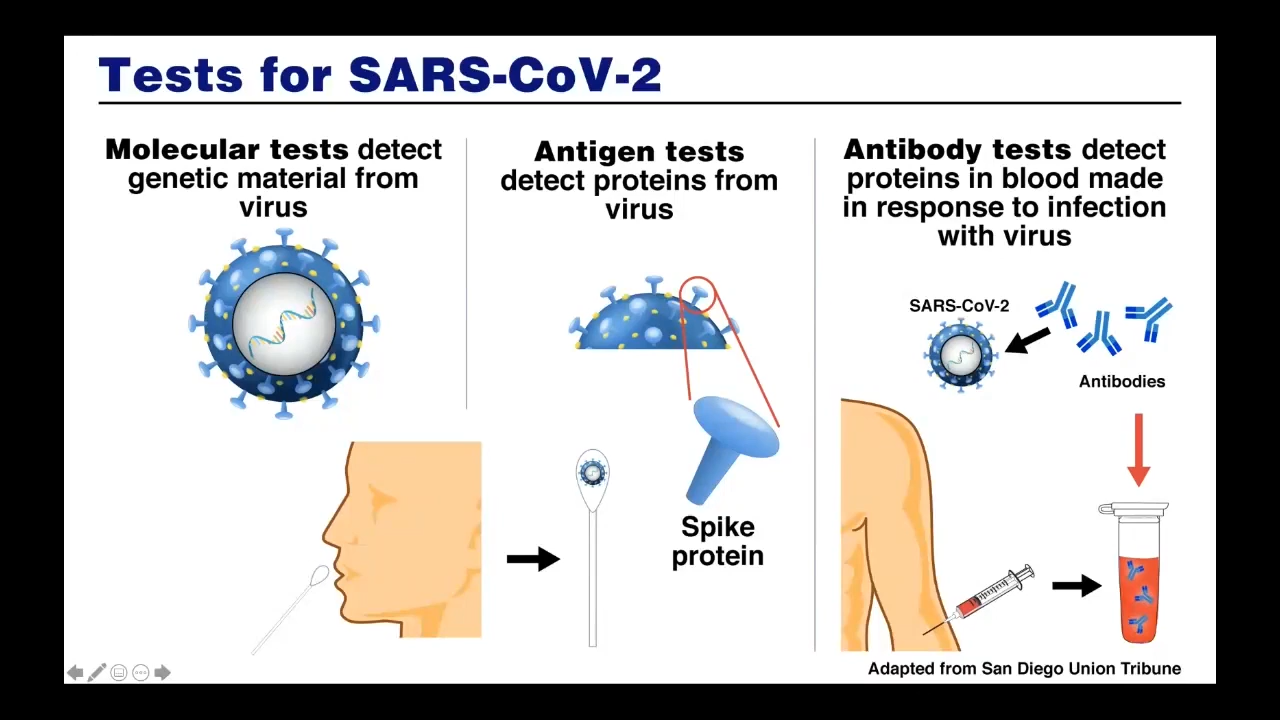 Tests for SARS-CoV-2
Molecular tests detect
genetic material from
virus
Antigen tests
detect proteins from
virus
Spike
protein
Antibody tests detect
proteins in blood made
in response to infection
with virus
SARS-CoV-2
Antibodies
Adapted from San Diego Union Tribune